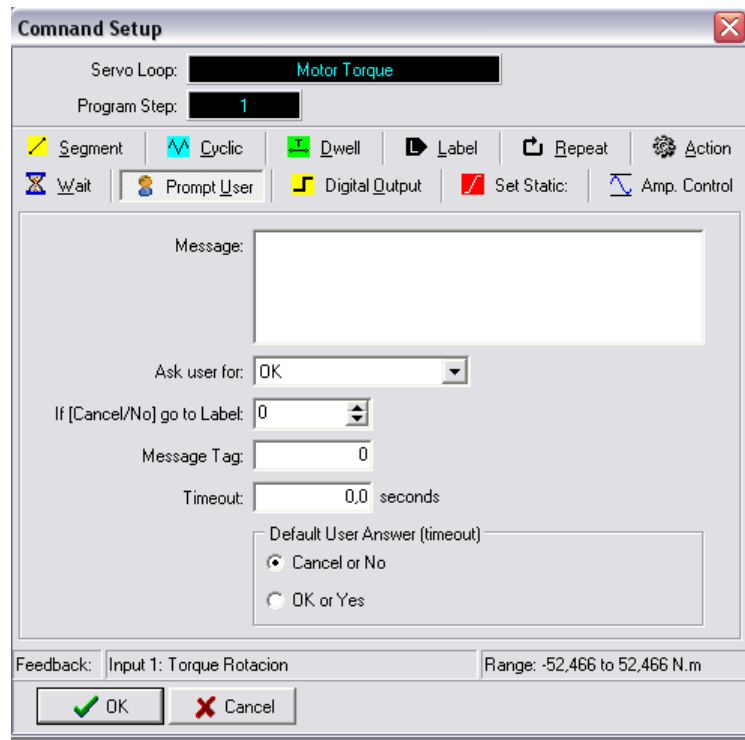 Comnand Setup
Servo Loop: Motor Torque
Program Step: 1
Segment Cyclic Dwell Label Repeat Action
Wait Prompt User Digital Output Set Static: Amp. Control
Message:
Ask user for: OK
If [Cancel/No] go to Label: 0
Message Tag: 0
Timeout: 0,0 seconds
Default User Answer (timeout)
Cancel or No
OK or Yes
Feedback: Input 1: Torque Rotacion Range: -52,466 to 52,466 N.m
OK Cancel